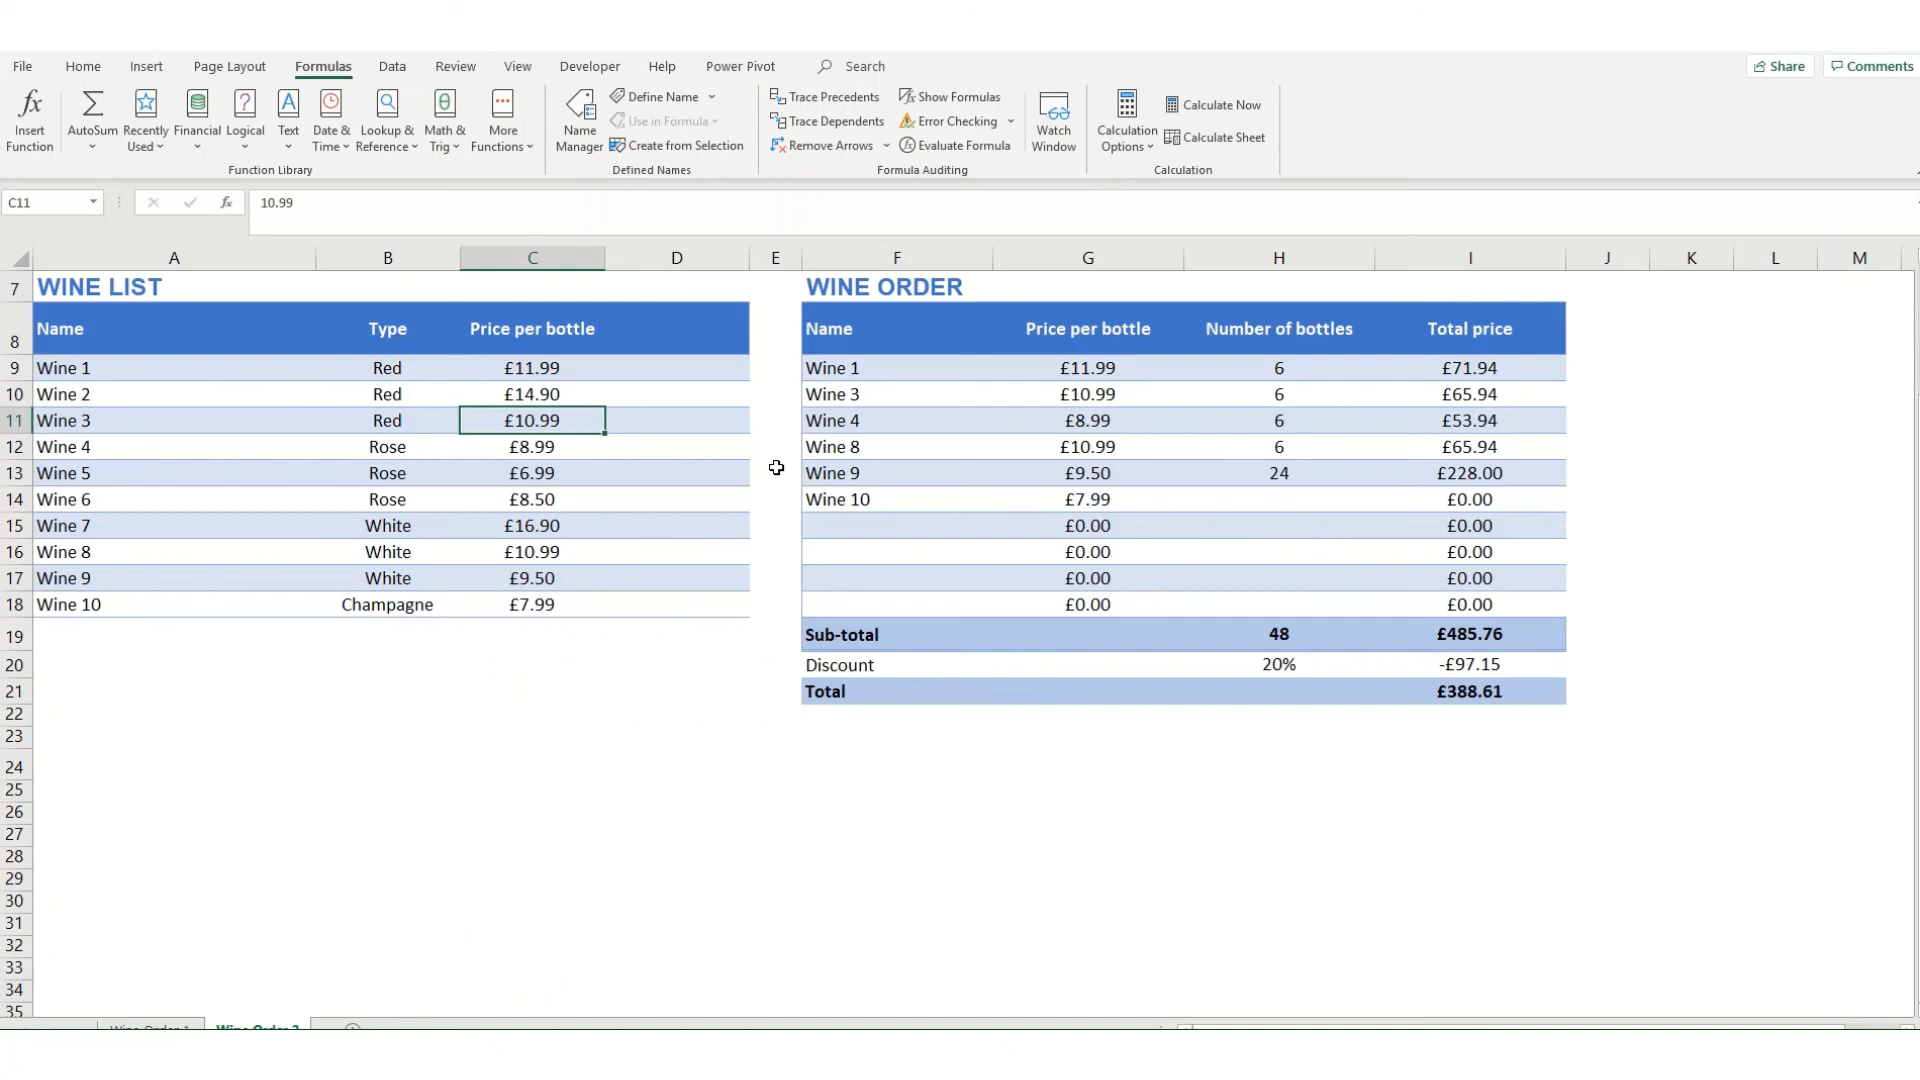 File Home Insert Page Layout Formulas Data Review View Developer Help Power Pivot Search Share Comments
fx Insert Function
Σ AutoSum
Recently Used
Financial
Logical
Text
Date & Time
Lookup & Reference
Math & Trig
More Functions
Function Library
Name Manager
Define Name
Use in Formula
Create from Selection
Defined Names
Trace Precedents
Trace Dependents
Remove Arrows
Show Formulas
Error Checking
Evaluate Formula
Formula Auditing
Watch Window
Calculation Options
Calculate Now
Calculate Sheet
Calculation
C11 fx 10.99
A B C D E F G H I J K L M
7 WINE LIST WINE ORDER
8 Name Type Price per bottle Name Price per bottle Number of bottles Total price
9 Wine 1 Red £11.99 Wine 1 £11.99 6 £71.94
10 Wine 2 Red £14.90 Wine 3 £10.99 6 £65.94
11 Wine 3 Red £10.99 Wine 4 £8.99 6 £53.94
12 Wine 4 Rose £8.99 Wine 8 £10.99 6 £65.94
13 Wine 5 Rose £6.99 Wine 9 £9.50 24 £228.00
14 Wine 6 Rose £8.50 Wine 10 £7.99 £0.00
15 Wine 7 White £16.90 £0.00 £0.00
16 Wine 8 White £10.99 £0.00 £0.00
17 Wine 9 White £9.50 £0.00 £0.00
18 Wine 10 Champagne £7.99 £0.00 £0.00
19 Sub-total 48 £485.76
20 Discount 20% -£97.15
21 Total £388.61
22
23
24
25
26
27
28
29
30
31
32
33
34
35
Wine Order 1 Wine Order 2